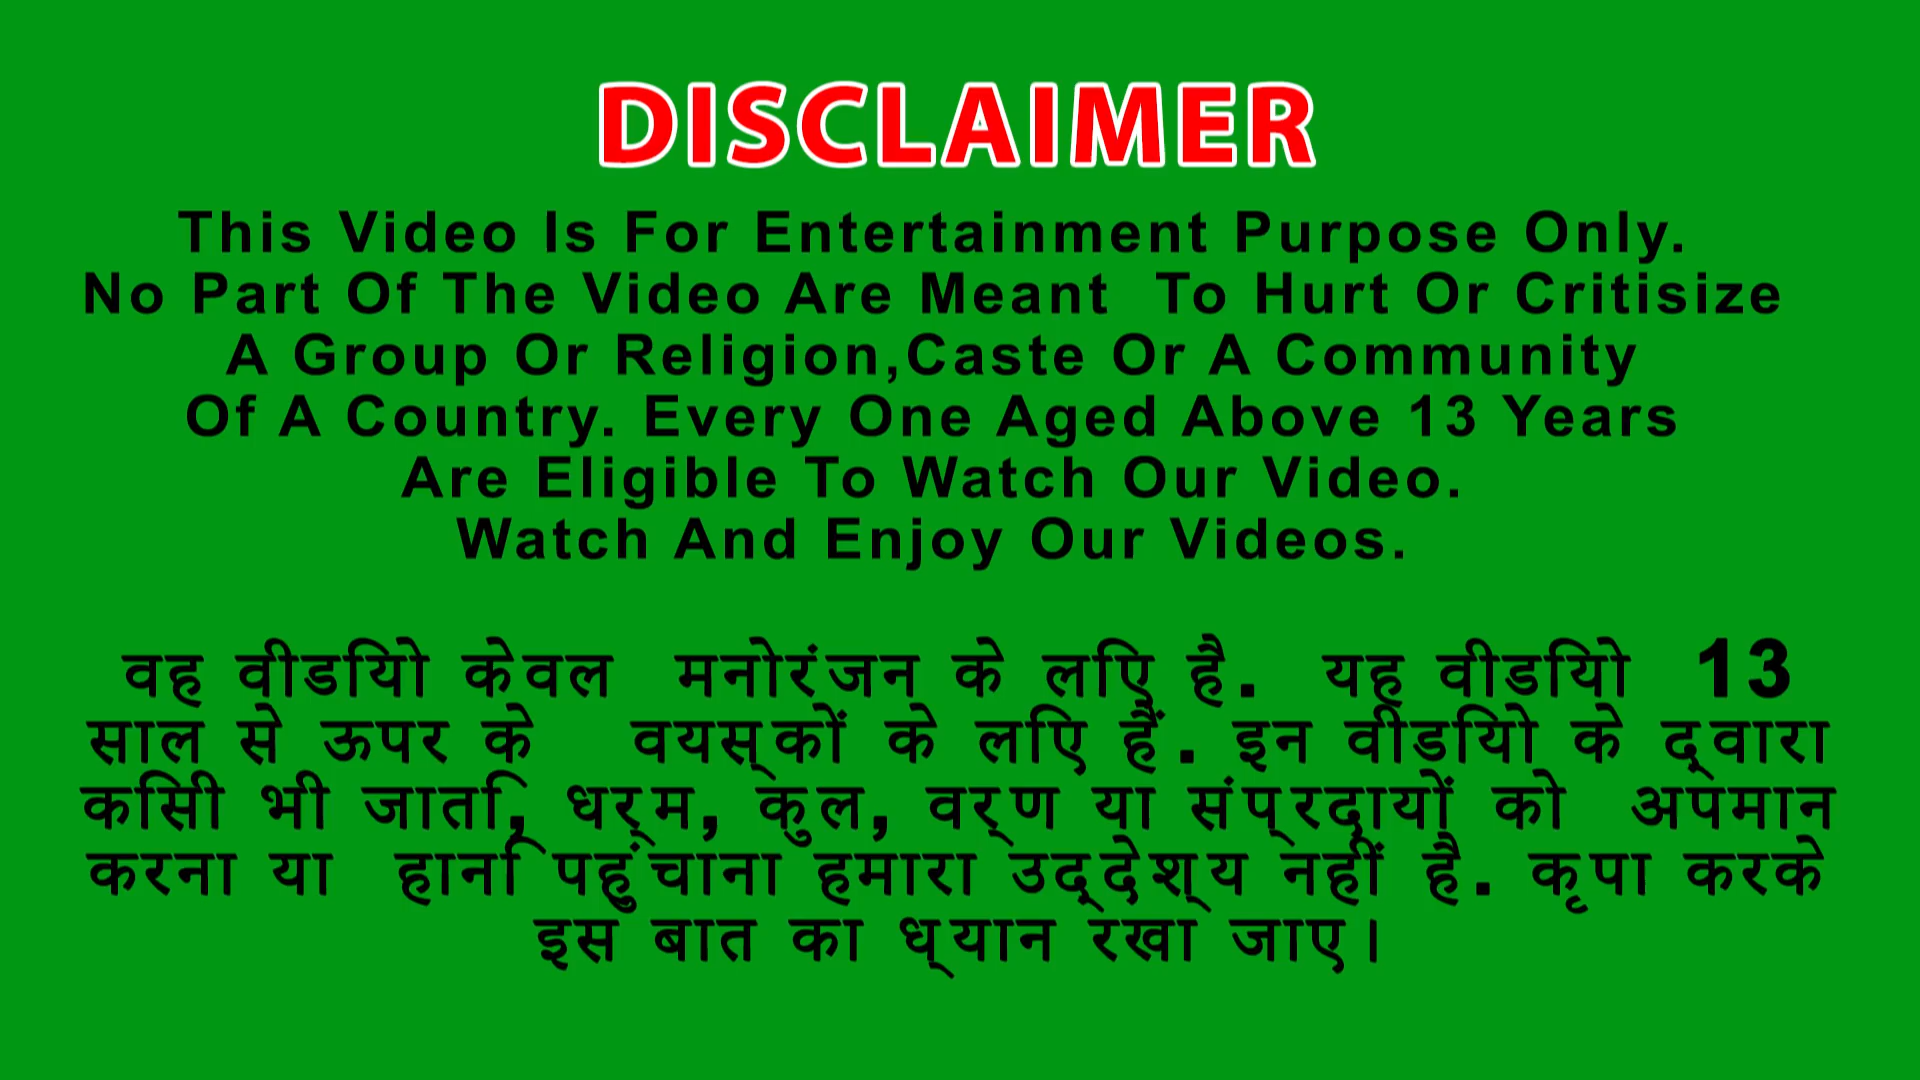 DISCLAIMER
This Video Is For Entertainment Purpose Only.
No Part Of The Video Are Meant To Hurt Or Critisize
A Group Or Religion,Caste Or A Community
Of A Country. Every One Aged Above 13 Years
Are Eligible To Watch Our Video.
Watch And Enjoy Our Videos.
वह वीडियो केवल मनोरंजन के लिए है. यह वीडियो 13
साल से ऊपर के वयस्कों के लिए हैं. इन वीडियो के द्वारा
किसी भी जाति, धर्म, कुल, वर्ण या संप्रदायों को अपमान
करना या हानि पहुंचाना हमारा उद्देश्य नहीं है. कृपा करके
इस बात का ध्यान रखा जाए।